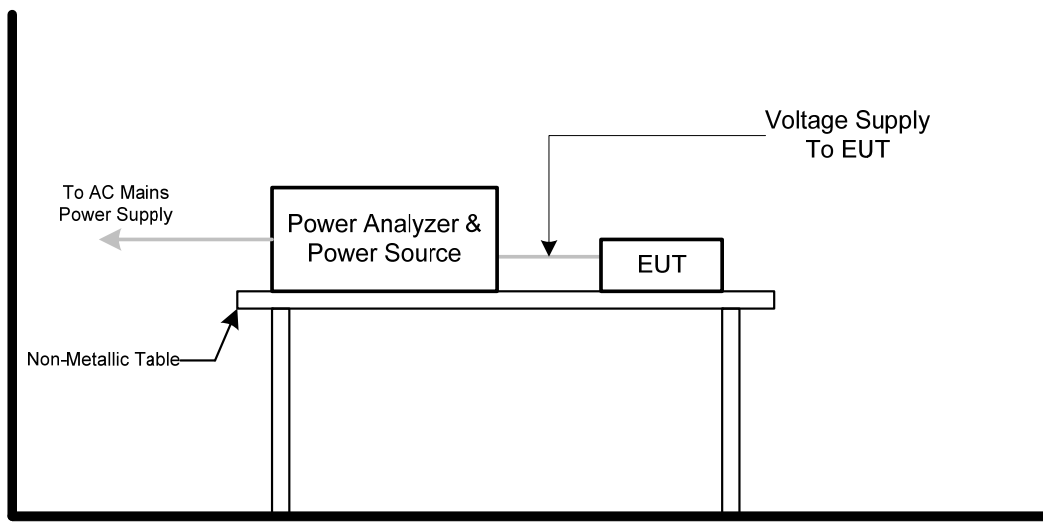 Voltage Supply
To EUT
To AC Mains
Power Supply
Power Analyzer &
Power Source
EUT
Non-Metallic Table